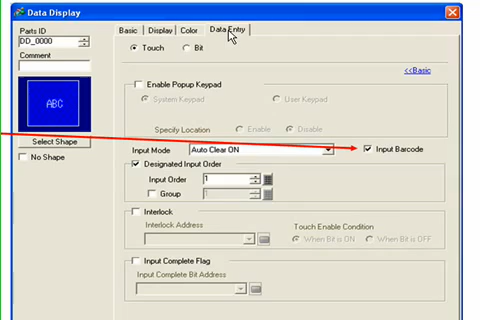 Data Display
Parts ID
DD_0000
Comment
ABC
Select Shape
No Shape
Basic Display Color Data Entry
Touch Bit
<<Basic
Enable Popup Keypad
System Keypad User Keypad
Specify Location Enable Disable
Input Mode Auto Clear ON Input Barcode
Designated Input Order
Input Order 1
Group 1
Interlock
Interlock Address Touch Enable Condition
When Bit is ON When Bit is OFF
Input Complete Flag
Input Complete Bit Address